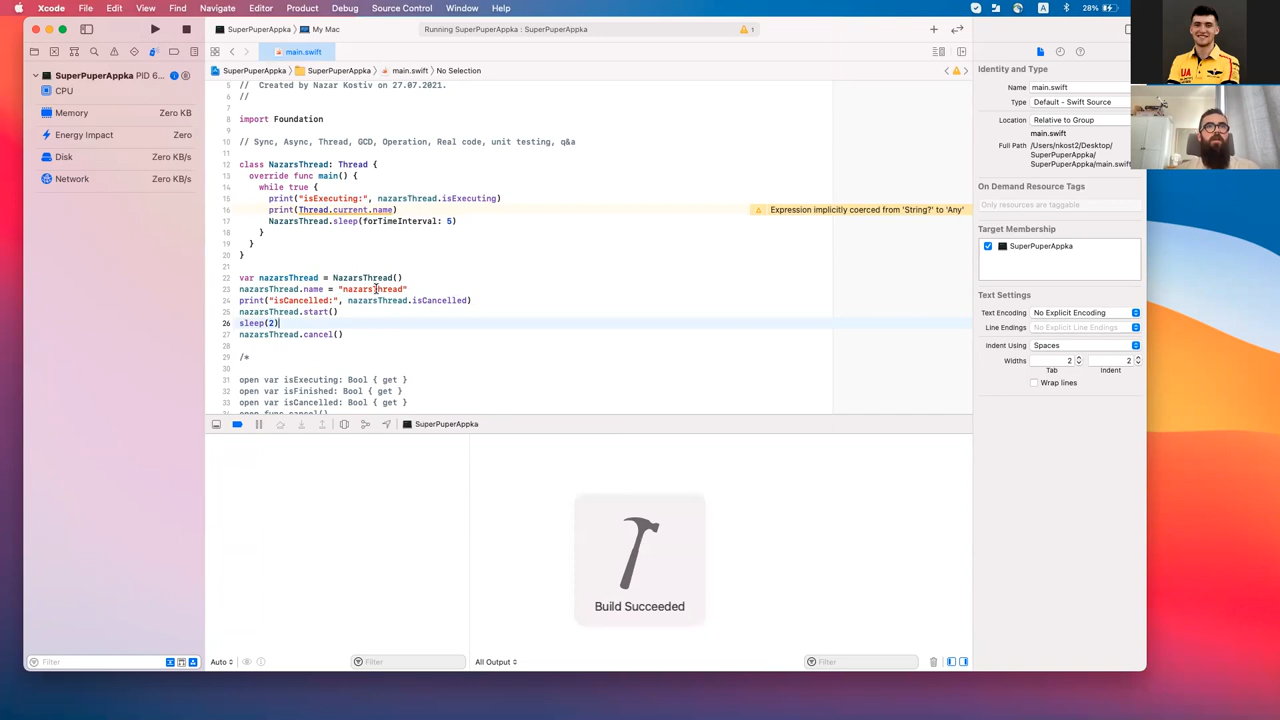 Xcode File Edit View Find Navigate Editor Product Debug Source Control Window Help A 28%
SuperPuperAppka My Mac Running SuperPuperAppka : SuperPuperAppka 1
main.swift
SuperPuperAppka SuperPuperAppka main.swift No Selection
SuperPuperAppka PID 6...
CPU
Memory Zero KB
Energy Impact Zero
Disk Zero KB/s
Network Zero KB/s
5 // Created by Nazar Kostiv on 27.07.2021.
6 //
7
8 import Foundation
9
10 // Sync, Async, Thread, GCD, Operation, Real code, unit testing, q&a
11
12 class NazarsThread: Thread {
13 override func main() {
14 while true {
15 print("isExecuting:", nazarsThread.isExecuting)
16 print(Thread.current.name) Expression implicitly coerced from 'String?' to 'Any'
17 NazarsThread.sleep(forTimeInterval: 5)
18 }
19 }
20 }
21
22 var nazarsThread = NazarsThread()
23 nazarsThread.name = "nazarsThread"
24 print("isCancelled:", nazarsThread.isCancelled)
25 nazarsThread.start()
26 sleep(2)
27 nazarsThread.cancel()
28
29 /*
30
31 open var isExecuting: Bool { get }
32 open var isFinished: Bool { get }
33 open var isCancelled: Bool { get }
34 open func cancel()
SuperPuperAppka
Build Succeeded
Filter
Auto Filter
All Output Filter
Identity and Type
Name main.swift
Type Default - Swift Source
Location Relative to Group
main.swift
Full Path /Users/nkost2/Desktop/
SuperPuperAppka/
SuperPuperAppka/main.swift
On Demand Resource Tags
Only resources are taggable
Target Membership
SuperPuperAppka
Text Settings
Text Encoding No Explicit Encoding
Line Endings No Explicit Line Endings
Indent Using Spaces
Widths 2 2
Tab Indent
Wrap lines
UA